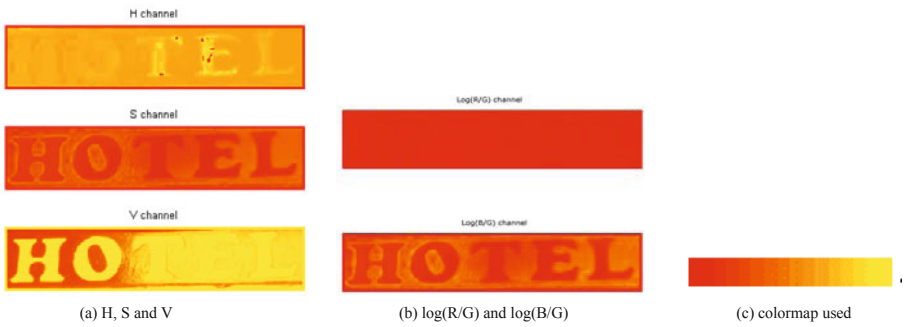 H channel
HOTEL
S channel
HOTEL
V channel
HOTEL
(a) H, S and V
Log(R/G) channel
Log(B/G) channel
HOTEL
(b) log(R/G) and log(B/G)
(c) colormap used
.